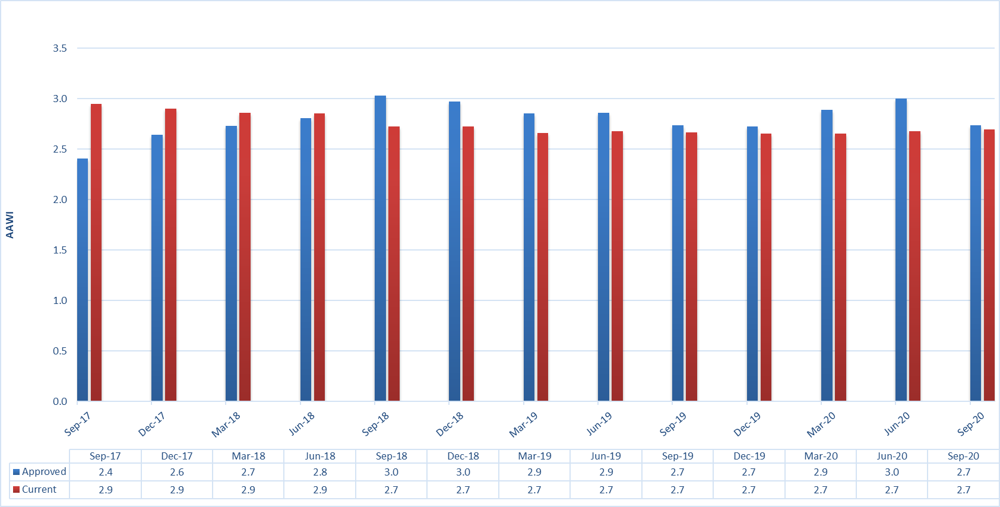 3.5
3.0
2.5
2.0
1.5
1.0
0.5
0.0
AAWI
Sep-17 Dec-17 Mar-18 Jun-18 Sep-18 Dec-18 Mar-19 Jun-19 Sep-19 Dec-19 Mar-20 Jun-20 Sep-20
Sep-17 Dec-17 Mar-18 Jun-18 Sep-18 Dec-18 Mar-19 Jun-19 Sep-19 Dec-19 Mar-20 Jun-20 Sep-20
Approved 2.4 2.6 2.7 2.8 3.0 3.0 2.9 2.9 2.7 2.7 2.9 3.0 2.7
Current 2.9 2.9 2.9 2.9 2.7 2.7 2.7 2.7 2.7 2.7 2.7 2.7 2.7